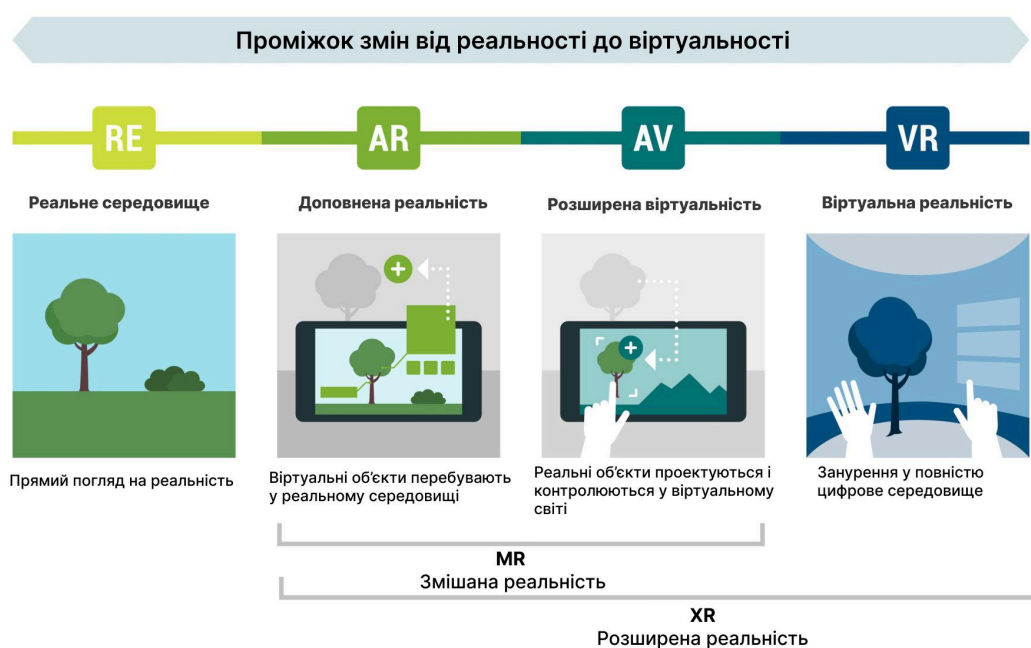 Проміжок змін від реальності до віртуальності
RE
AR
AV
VR
Реальне середовище
Доповнена реальність
Розширена віртуальність
Віртуальна реальність
Прямий погляд на реальність
Віртуальні об'єкти перебувають
у реальному середовищі
Реальні об'єкти проектуються і
контролюються у віртуальному
світі
Занурення у повністю
цифрове середовище
MR
Змішана реальність
XR
Розширена реальність